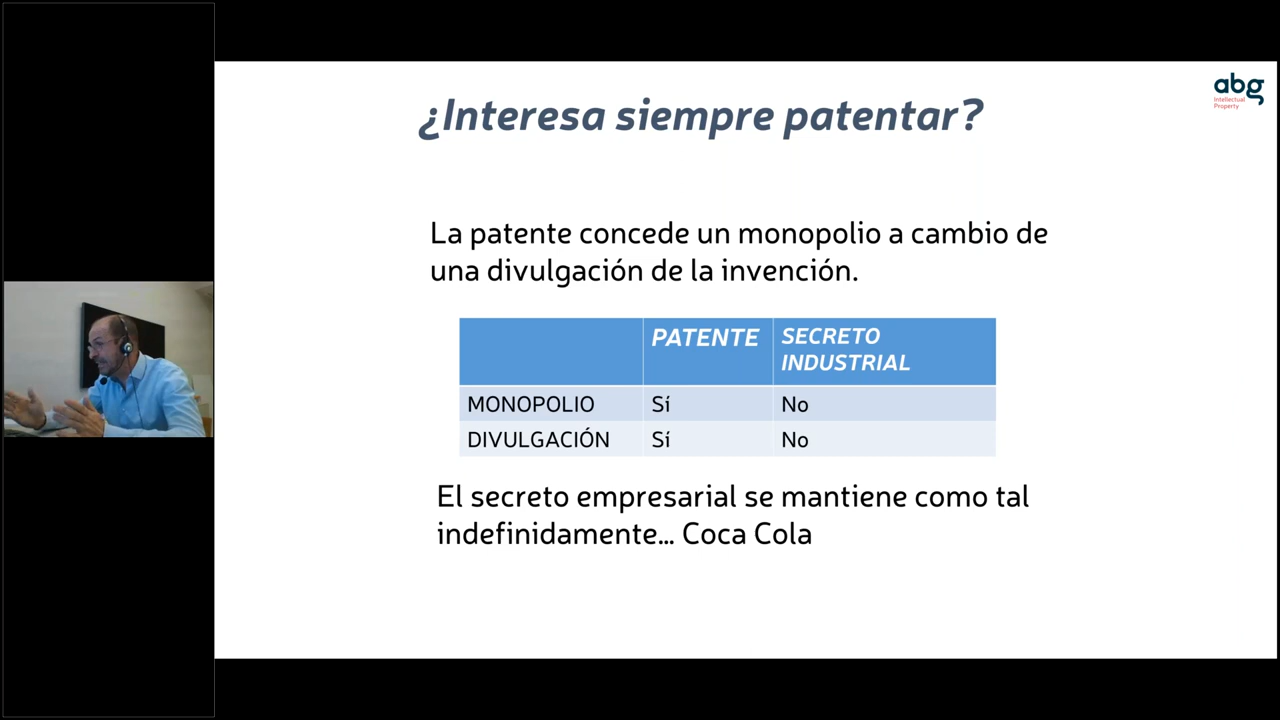 abg
Intellectual
Property
¿Interesa siempre patentar?
La patente concede un monopolio a cambio de
una divulgación de la invención.
PATENTE SECRETO
INDUSTRIAL
MONOPOLIO Sí No
DIVULGACIÓN Sí No
El secreto empresarial se mantiene como tal
indefinidamente... Coca Cola